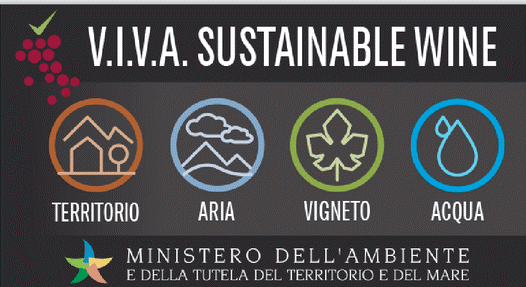 V.I.V.A. SUSTAINABLE WINE
TERRITORIO ARIA VIGNETO ACQUA
MINISTERO DELL'AMBIENTE
E DELLA TUTELA DEL TERRITORIO E DEL MARE